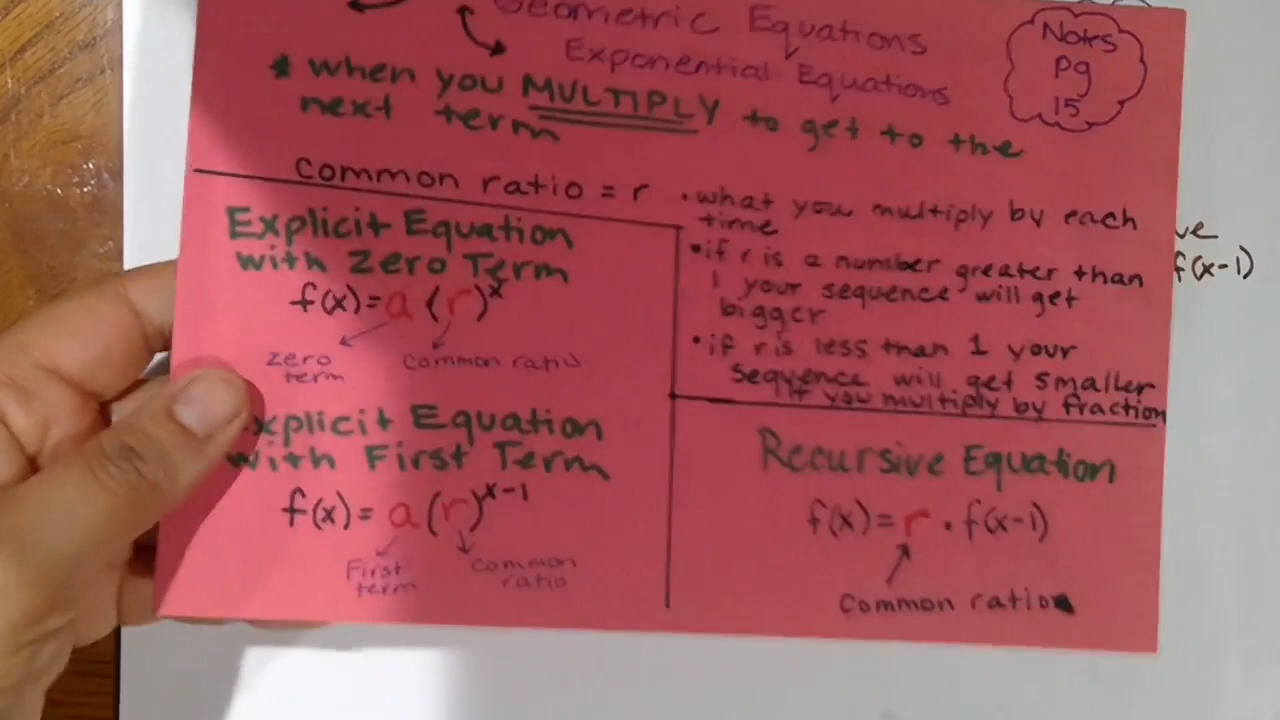 Geometric Equations
Exponential Equations
Notes
pg
15
* when you MULTIPLY to get to the
next term
common ratio = r
• what you multiply by each
time
• if r is a number greater than
1 your sequence will get
bigger
• if r is less than 1 your
sequence will get smaller
if you multiply by fraction
Explicit Equation
with Zero Term
f(x) = a (r)^x
zero
term
common ratio
xplicit Equation
with First Term
f(x) = a (r)^x-1
First
term
common
ratio
Recursive Equation
f(x) = r · f(x-1)
common ratio
ve
f(x-1)